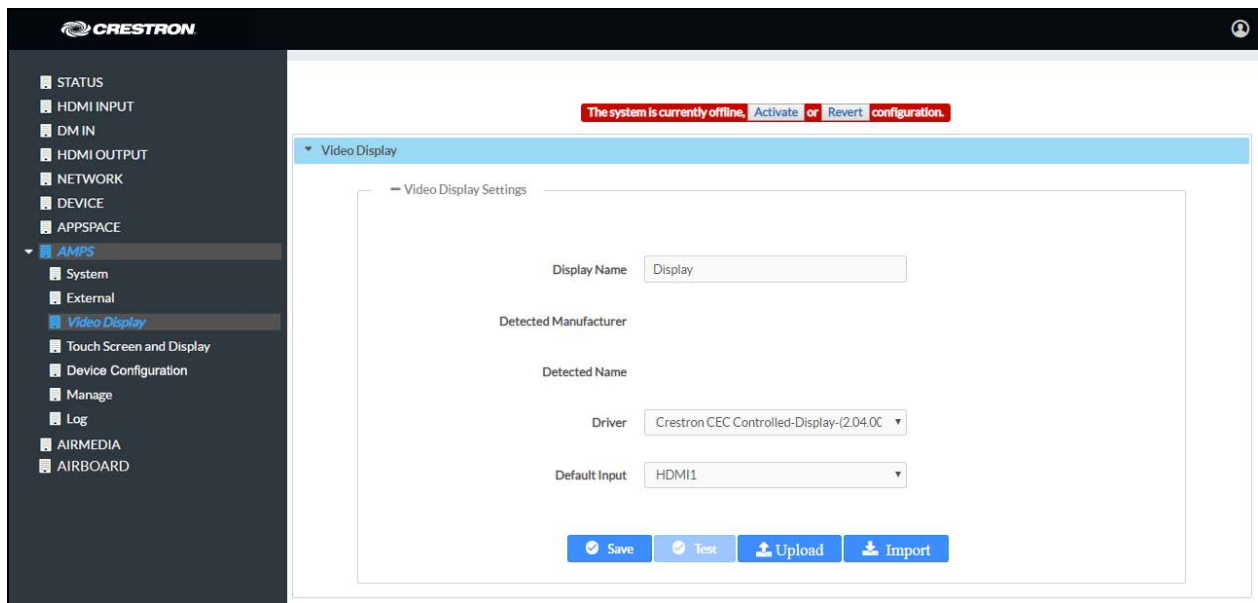 CRESTRON
STATUS
HDMI INPUT
DM IN
HDMI OUTPUT
NETWORK
DEVICE
APPSPACE
AMPS
System
External
Video Display
Touch Screen and Display
Device Configuration
Manage
Log
AIRMEDIA
AIRBOARD
The system is currently offline, Activate or Revert configuration.
Video Display
Video Display Settings
Display Name Display
Detected Manufacturer
Detected Name
Driver Crestron CEC Controlled-Display-(2.04.00
Default Input HDMI1
Save Test Upload Import